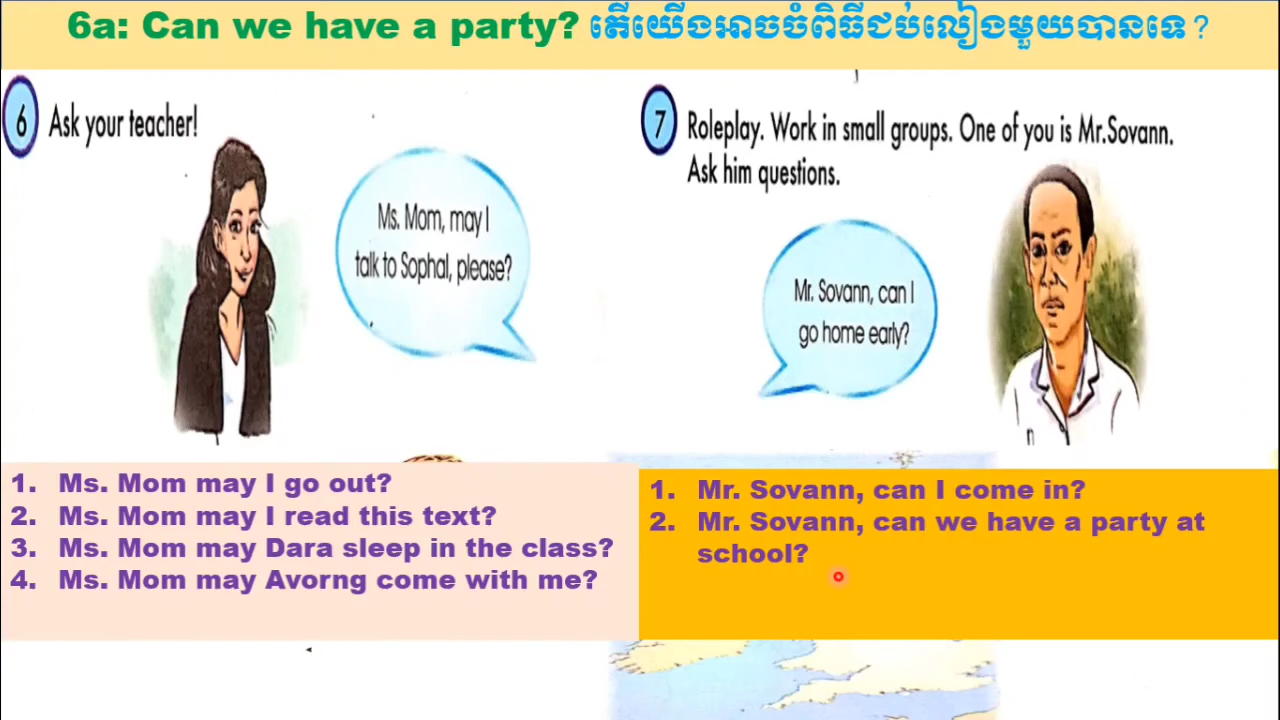 6a: Can we have a party? តើយើងអាចចំពិធីជប់លៀងមួយបានទេ?
6 Ask your teacher!
Ms. Mom, may I
talk to Sophal, please?
7 Roleplay. Work in small groups. One of you is Mr.Sovann.
Ask him questions.
Mr. Sovann, can I
go home early?
1. Ms. Mom may I go out?
2. Ms. Mom may I read this text?
3. Ms. Mom may Dara sleep in the class?
4. Ms. Mom may Avorng come with me?
1. Mr. Sovann, can I come in?
2. Mr. Sovann, can we have a party at
school?